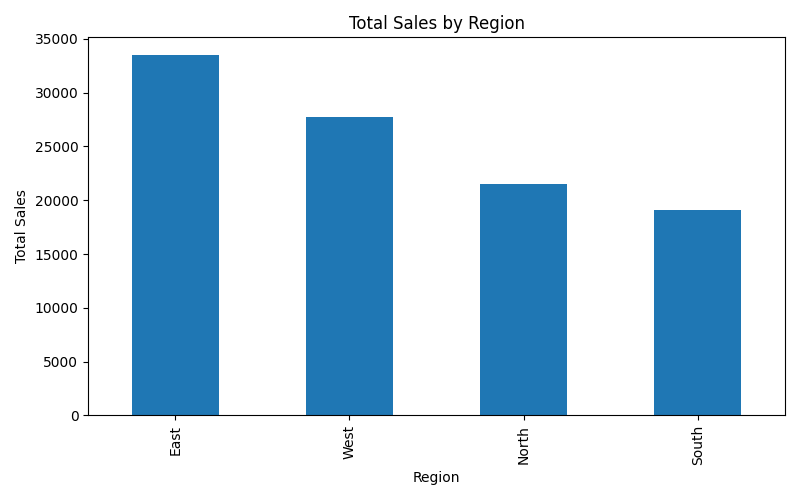 Total Sales by Region
Total Sales
35000
30000
25000
20000
15000
10000
5000
0
East
West
North
South
Region